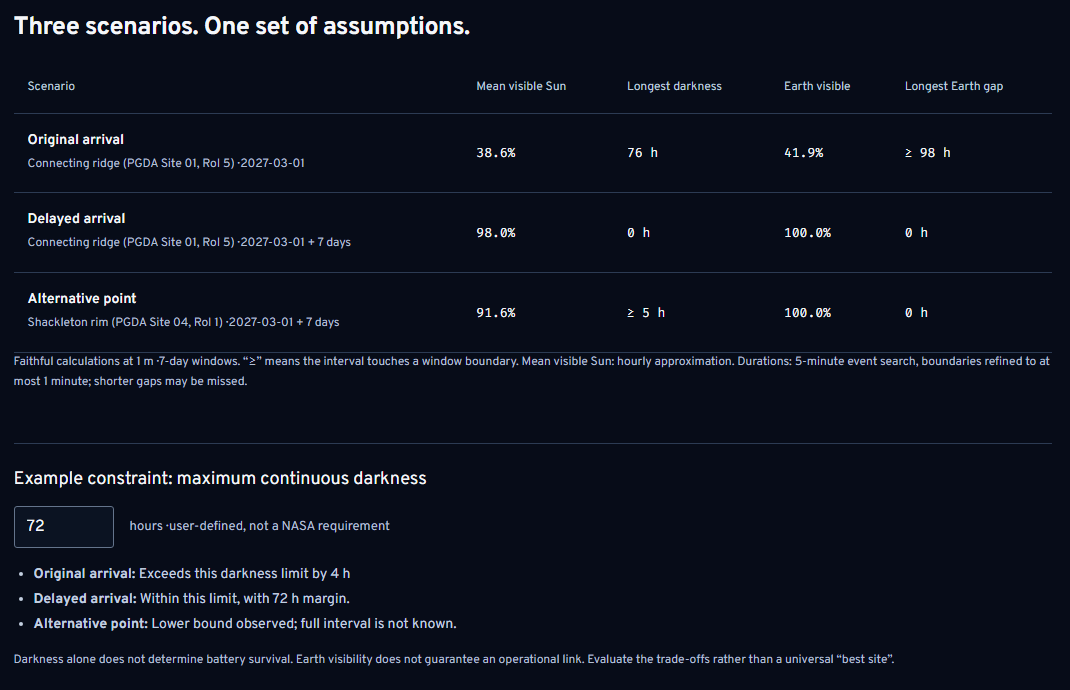 Three scenarios. One set of assumptions.
Scenario Mean visible Sun Longest darkness Earth visible Longest Earth gap
Original arrival
Connecting ridge (PGDA Site 01, RoI 5) ·2027-03-01
38.6% 76 h 41.9% ≥ 98 h
Delayed arrival
Connecting ridge (PGDA Site 01, RoI 5) ·2027-03-01 + 7 days
98.0% 0 h 100.0% 0 h
Alternative point
Shackleton rim (PGDA Site 04, RoI 1) ·2027-03-01 + 7 days
91.6% ≥ 5 h 100.0% 0 h
Faithful calculations at 1 m ·7-day windows. “≥” means the interval touches a window boundary. Mean visible Sun: hourly approximation. Durations: 5-minute event search, boundaries refined to at
most 1 minute; shorter gaps may be missed.
Example constraint: maximum continuous darkness
72 hours ·user-defined, not a NASA requirement
• Original arrival: Exceeds this darkness limit by 4 h
• Delayed arrival: Within this limit, with 72 h margin.
• Alternative point: Lower bound observed; full interval is not known.
Darkness alone does not determine battery survival. Earth visibility does not guarantee an operational link. Evaluate the trade-offs rather than a universal “best site”.